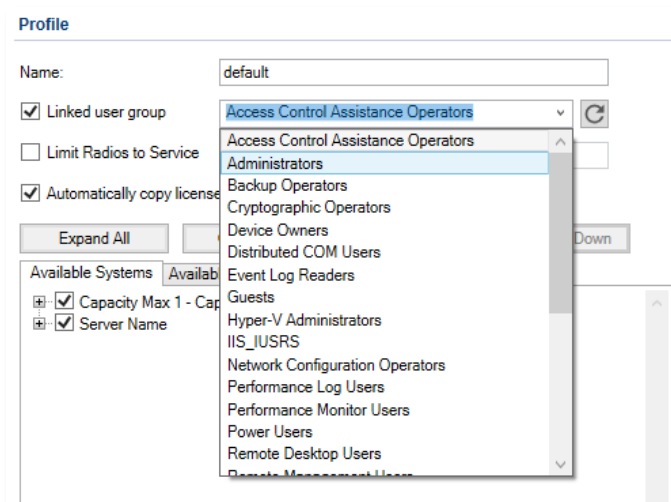 Profile
Name: default
Linked user group Access Control Assistance Operators
Access Control Assistance Operators
Limit Radios to Service
Administrators
Backup Operators
Automatically copy license
Cryptographic Operators
Device Owners
Expand All
Down
Distributed COM Users
Available Systems
Event Log Readers
Capacity Max 1 - Cap
Guests
Server Name
Hyper-V Administrators
IIS_IUSRS
Network Configuration Operators
Performance Log Users
Performance Monitor Users
Power Users
Remote Desktop Users
Remote Management Users